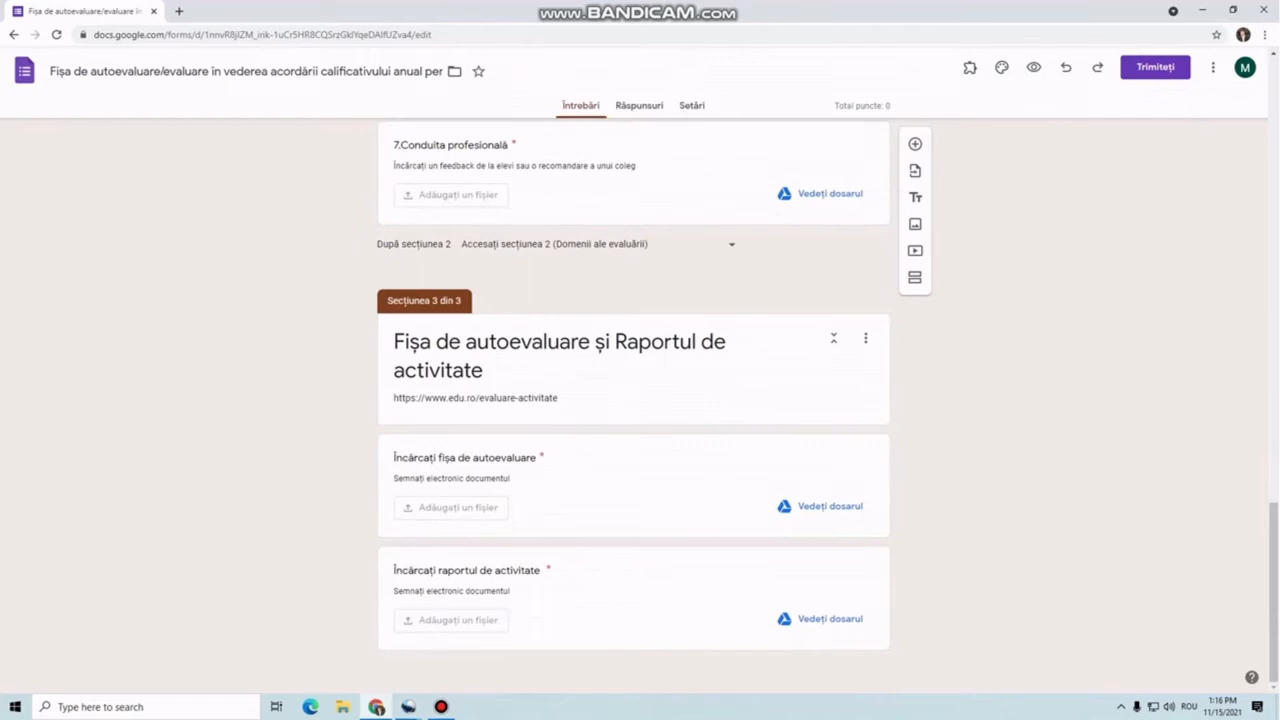 Fișa de autoevaluare/evaluare în
www.BANDICAM.com
docs.google.com/forms/d/1nnvR8jIZM_irik-1uCr5HR8CQSrzGkIYqeDAIfUZva4/edit
Fișa de autoevaluare/evaluare în vederea acordării calificativului anual per
Trimiteți
M
Întrebări
Răspunsuri
Setări
Total puncte: 0
7.Conduita profesională *
Încărcați un feedback de la elevi sau o recomandare a unui coleg
Adăugați un fișier
Vedeți dosarul
După secțiunea 2 Accesați secțiunea 2 (Domenii ale evaluării)
Secțiunea 3 din 3
Fișa de autoevaluare și Raportul de
activitate
https://www.edu.ro/evaluare-activitate
Încărcați fișa de autoevaluare *
Semnați electronic documentul
Adăugați un fișier
Vedeți dosarul
Încărcați raportul de activitate *
Semnați electronic documentul
Adăugați un fișier
Vedeți dosarul
Type here to search
ROU
1:16 PM
11/15/2021